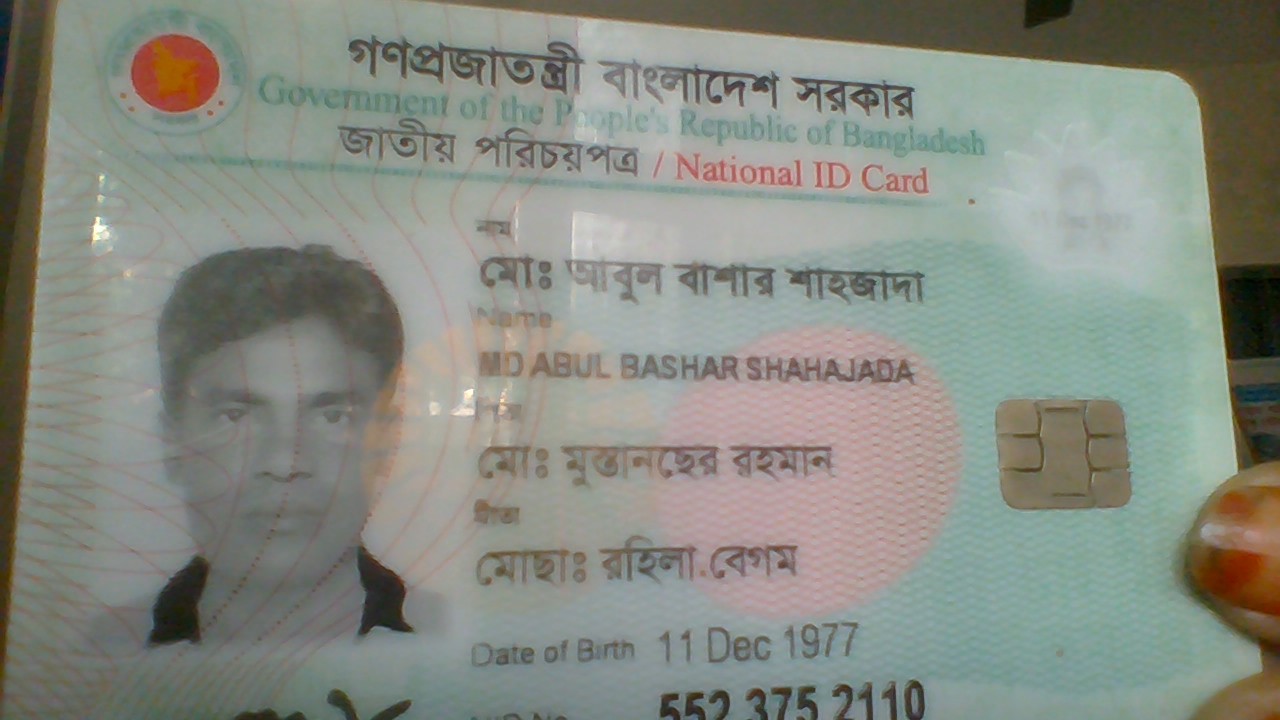 গণপ্রজাতন্ত্রী বাংলাদেশ সরকার
Government of the People's Republic of Bangladesh
জাতীয় পরিচয়পত্র / National ID Card
নাম
মোঃ আবুল বাশার শাহজাদা
Name
MD ABUL BASHAR SHAHAJADA
পিতা
মোঃ মুস্তানছের রহমান
মাতা
মোছাঃ রহিলা বেগম
Date of Birth 11 Dec 1977
NID No 552 375 2110